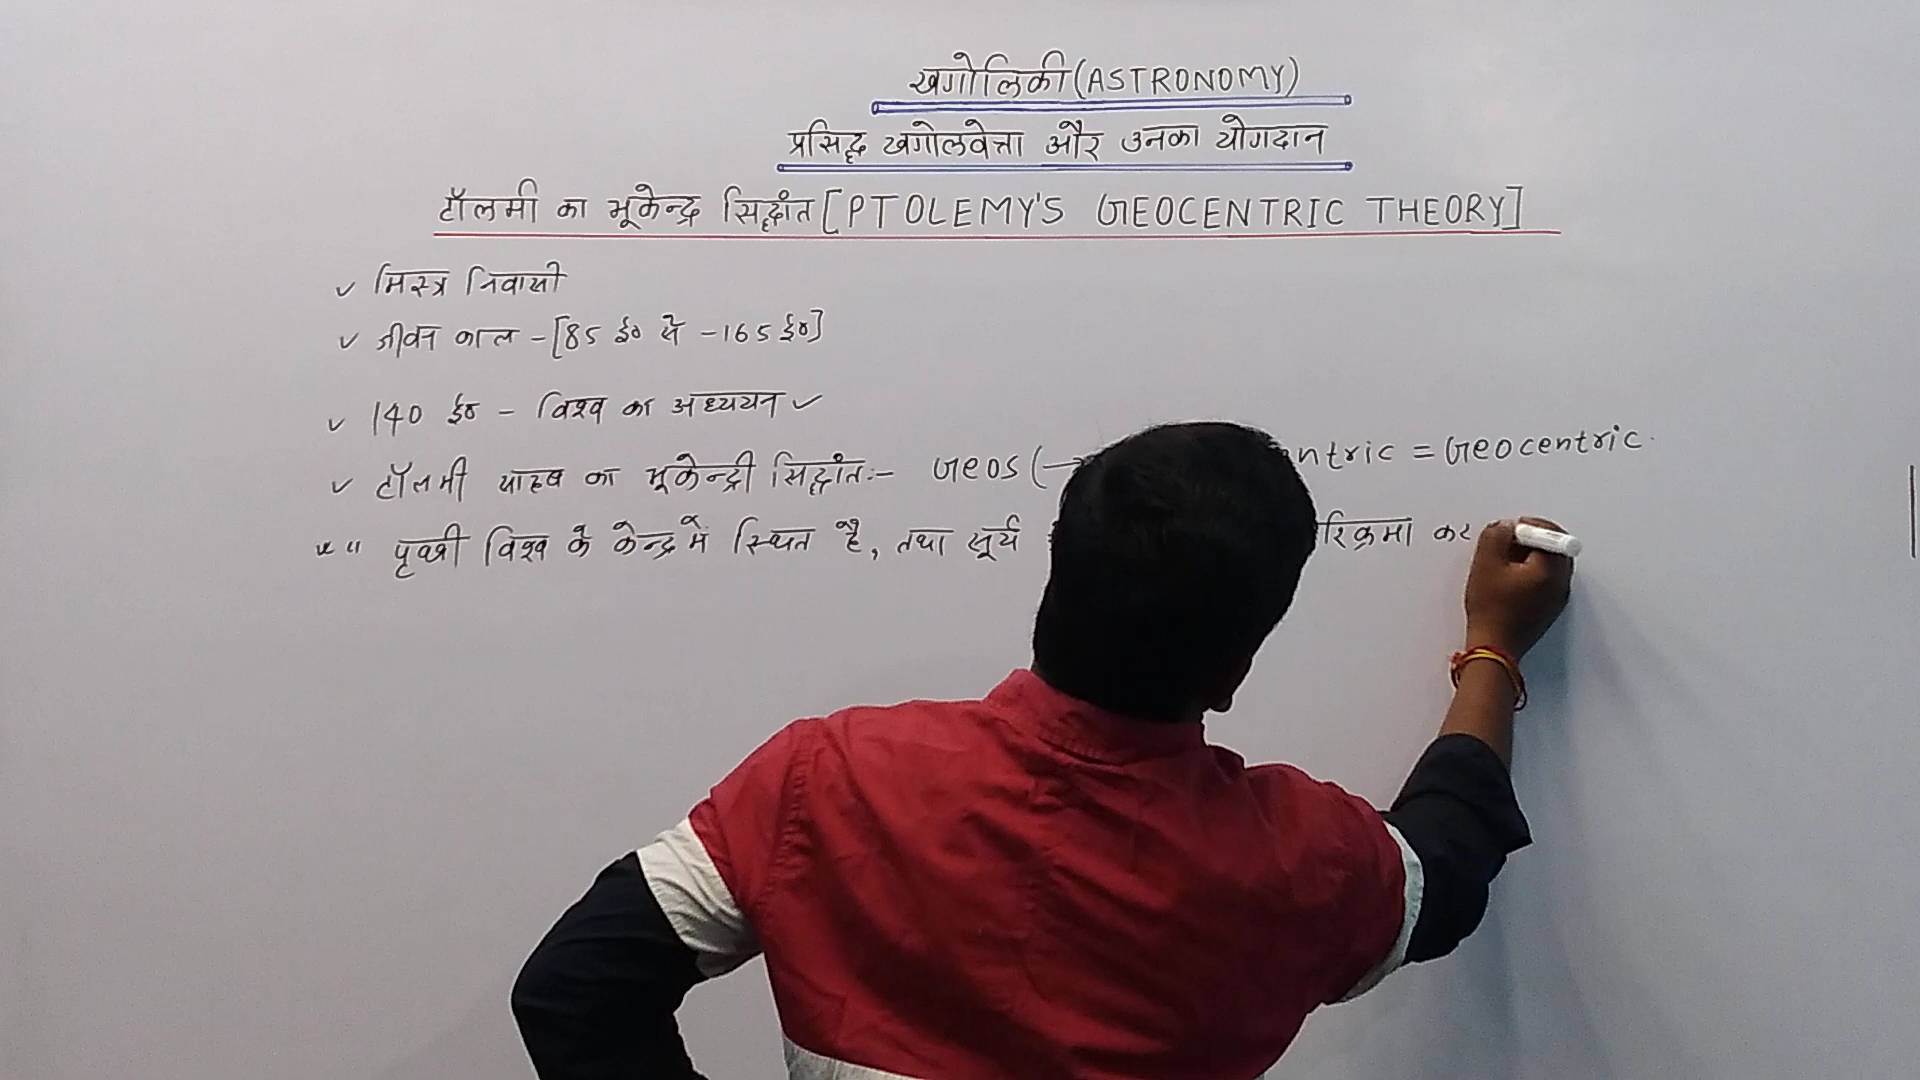 खगोलिकी(ASTRONOMY)
प्रसिद्ध खगोलवेत्ता और उनका योगदान
टॉलमी का भूकेन्द्र सिद्धांत [PTOLEMY'S GEOCENTRIC THEORY]
✓ मिस्त्र निवासी
✓ जीवन काल -[85 ई० से -165 ई०]
✓ 140 ई० - विश्व का अध्ययन ✓
✓ टॉलमी साहब का भूकेन्द्री सिद्धांत:- Geos (→ ntric = Geocentric.
" पृथ्वी विश्व के केन्द्र में स्थित है, तथा सूर्य रिक्रमा कर